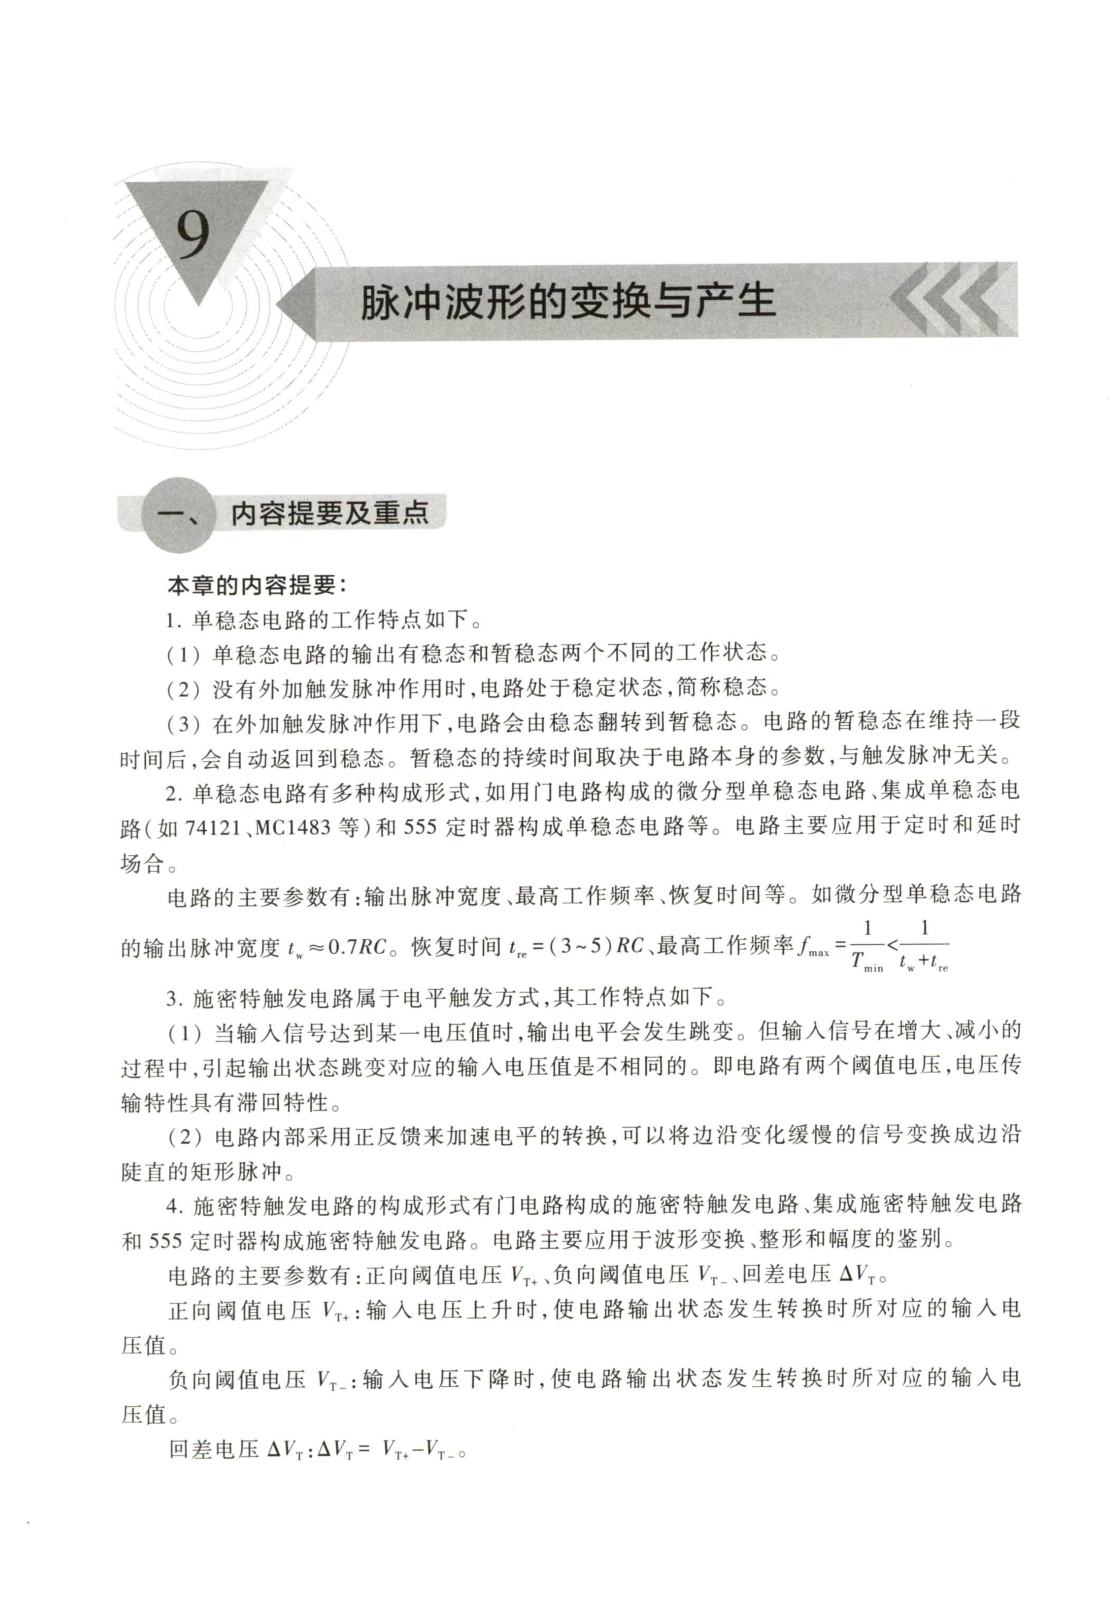 9
脉冲波形的变换与产生
一、 内容提要及重点
本章的内容提要：
1. 单稳态电路的工作特点如下。
(1) 单稳态电路的输出有稳态和暂稳态两个不同的工作状态。
(2) 没有外加触发脉冲作用时,电路处于稳定状态,简称稳态。
(3) 在外加触发脉冲作用下,电路会由稳态翻转到暂稳态。电路的暂稳态在维持一段
时间后,会自动返回到稳态。暂稳态的持续时间取决于电路本身的参数,与触发脉冲无关。
2. 单稳态电路有多种构成形式,如用门电路构成的微分型单稳态电路、集成单稳态电
路(如 74121、MC1483 等)和 555 定时器构成单稳态电路等。电路主要应用于定时和延时
场合。
电路的主要参数有:输出脉冲宽度、最高工作频率、恢复时间等。如微分型单稳态电路
的输出脉冲宽度 $t_w≈0.7RC$。恢复时间 $t_{re}=(3~5)RC$、最高工作频率 $f_{max}=\frac{1}{T_{min}}<\frac{1}{t_w+t_{re}}$
3. 施密特触发电路属于电平触发方式,其工作特点如下。
(1) 当输入信号达到某一电压值时,输出电平会发生跳变。但输入信号在增大、减小的
过程中,引起输出状态跳变对应的输入电压值是不相同的。即电路有两个阈值电压,电压传
输特性具有滞回特性。
(2) 电路内部采用正反馈来加速电平的转换,可以将边沿变化缓慢的信号变换成边沿
陡直的矩形脉冲。
4. 施密特触发电路的构成形式有门电路构成的施密特触发电路、集成施密特触发电路
和 555 定时器构成施密特触发电路。电路主要应用于波形变换、整形和幅度的鉴别。
电路的主要参数有:正向阈值电压 $V_{T+}$、负向阈值电压 $V_{T-}$、回差电压 $ΔV_T$。
正向阈值电压 $V_{T+}$:输入电压上升时,使电路输出状态发生转换时所对应的输入电
压值。
负向阈值电压 $V_{T-}$:输入电压下降时,使电路输出状态发生转换时所对应的输入电
压值。
回差电压 $ΔV_T$:$ΔV_T=V_{T+}-V_{T-}$。